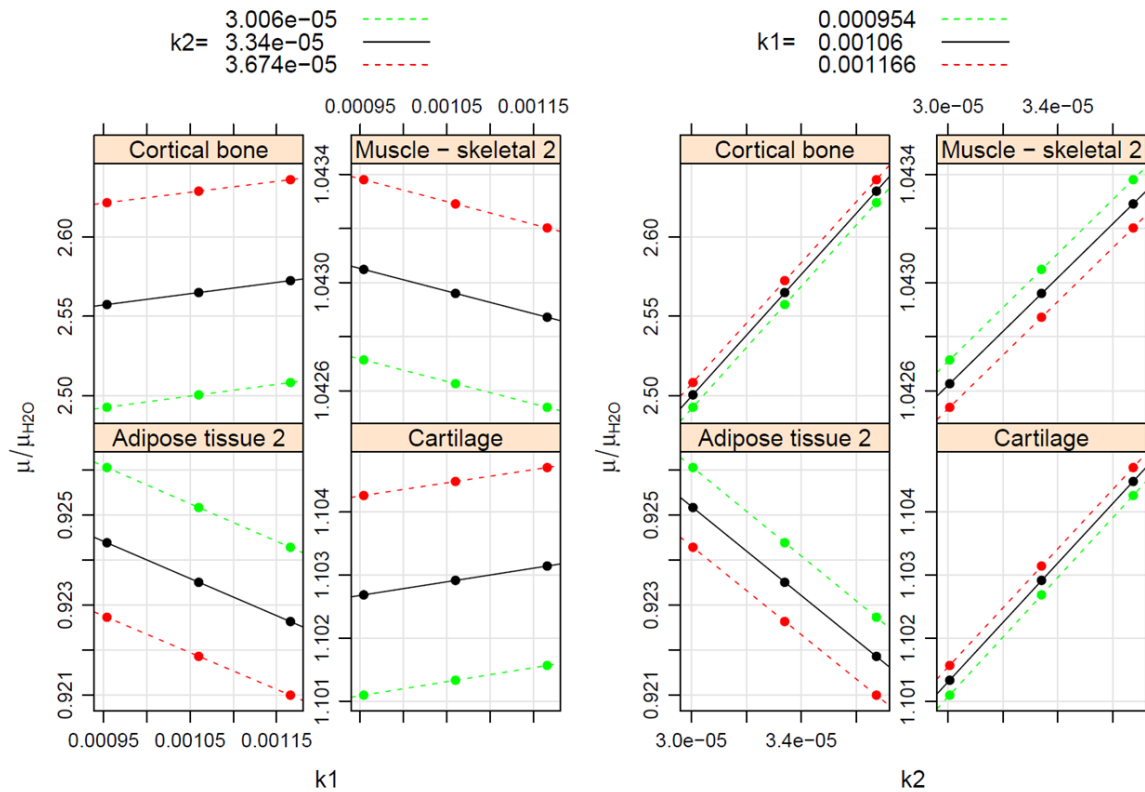 3.006e-05
k2= 3.34e-05
3.674e-05
0.000954
k1= 0.00106
0.001166
0.00095 0.00105 0.00115
3.0e-05 3.4e-05
Cortical bone
Muscle − skeletal 2
Cortical bone
Muscle − skeletal 2
2.60
2.55
2.50
1.0434
1.0430
1.0426
2.60
2.55
2.50
1.0434
1.0430
1.0426
Adipose tissue 2
Cartilage
Adipose tissue 2
Cartilage
0.925
0.923
0.921
1.104
1.103
1.102
1.101
0.925
0.923
0.921
1.104
1.103
1.102
1.101
μ/μH2O
μ/μH2O
0.00095 0.00105 0.00115
3.0e-05 3.4e-05
k1
k2